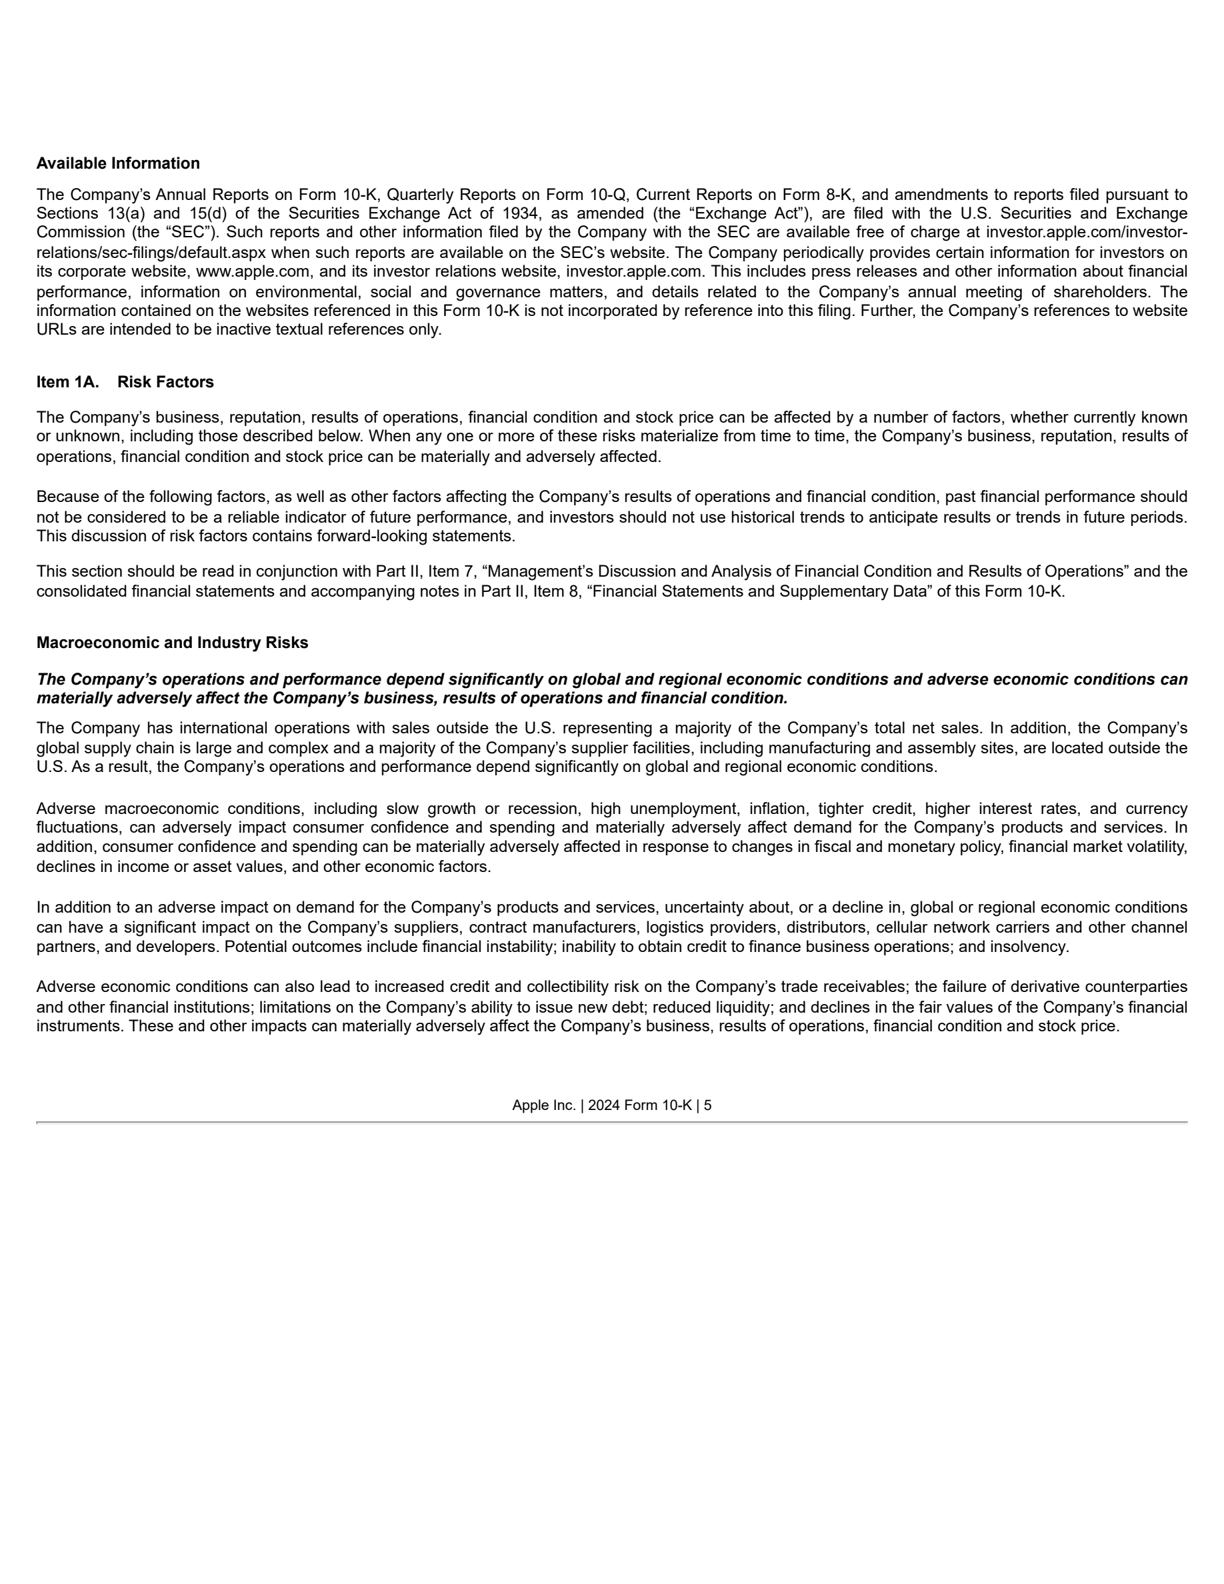 Available Information
The Company’s Annual Reports on Form 10-K, Quarterly Reports on Form 10-Q, Current Reports on Form 8-K, and amendments to reports filed pursuant to
Sections 13(a) and 15(d) of the Securities Exchange Act of 1934, as amended (the “Exchange Act”), are filed with the U.S. Securities and Exchange
Commission (the “SEC”). Such reports and other information filed by the Company with the SEC are available free of charge at investor.apple.com/investor-
relations/sec-filings/default.aspx when such reports are available on the SEC’s website. The Company periodically provides certain information for investors on
its corporate website, www.apple.com, and its investor relations website, investor.apple.com. This includes press releases and other information about financial
performance, information on environmental, social and governance matters, and details related to the Company’s annual meeting of shareholders. The
information contained on the websites referenced in this Form 10-K is not incorporated by reference into this filing. Further, the Company’s references to website
URLs are intended to be inactive textual references only.
Item 1A. Risk Factors
The Company’s business, reputation, results of operations, financial condition and stock price can be affected by a number of factors, whether currently known
or unknown, including those described below. When any one or more of these risks materialize from time to time, the Company’s business, reputation, results of
operations, financial condition and stock price can be materially and adversely affected.
Because of the following factors, as well as other factors affecting the Company’s results of operations and financial condition, past financial performance should
not be considered to be a reliable indicator of future performance, and investors should not use historical trends to anticipate results or trends in future periods.
This discussion of risk factors contains forward-looking statements.
This section should be read in conjunction with Part II, Item 7, “Management’s Discussion and Analysis of Financial Condition and Results of Operations” and the
consolidated financial statements and accompanying notes in Part II, Item 8, “Financial Statements and Supplementary Data” of this Form 10-K.
Macroeconomic and Industry Risks
The Company’s operations and performance depend significantly on global and regional economic conditions and adverse economic conditions can
materially adversely affect the Company’s business, results of operations and financial condition.
The Company has international operations with sales outside the U.S. representing a majority of the Company’s total net sales. In addition, the Company’s
global supply chain is large and complex and a majority of the Company’s supplier facilities, including manufacturing and assembly sites, are located outside the
U.S. As a result, the Company’s operations and performance depend significantly on global and regional economic conditions.
Adverse macroeconomic conditions, including slow growth or recession, high unemployment, inflation, tighter credit, higher interest rates, and currency
fluctuations, can adversely impact consumer confidence and spending and materially adversely affect demand for the Company’s products and services. In
addition, consumer confidence and spending can be materially adversely affected in response to changes in fiscal and monetary policy, financial market volatility,
declines in income or asset values, and other economic factors.
In addition to an adverse impact on demand for the Company’s products and services, uncertainty about, or a decline in, global or regional economic conditions
can have a significant impact on the Company’s suppliers, contract manufacturers, logistics providers, distributors, cellular network carriers and other channel
partners, and developers. Potential outcomes include financial instability; inability to obtain credit to finance business operations; and insolvency.
Adverse economic conditions can also lead to increased credit and collectibility risk on the Company’s trade receivables; the failure of derivative counterparties
and other financial institutions; limitations on the Company’s ability to issue new debt; reduced liquidity; and declines in the fair values of the Company’s financial
instruments. These and other impacts can materially adversely affect the Company’s business, results of operations, financial condition and stock price.
Apple Inc. | 2024 Form 10-K | 5